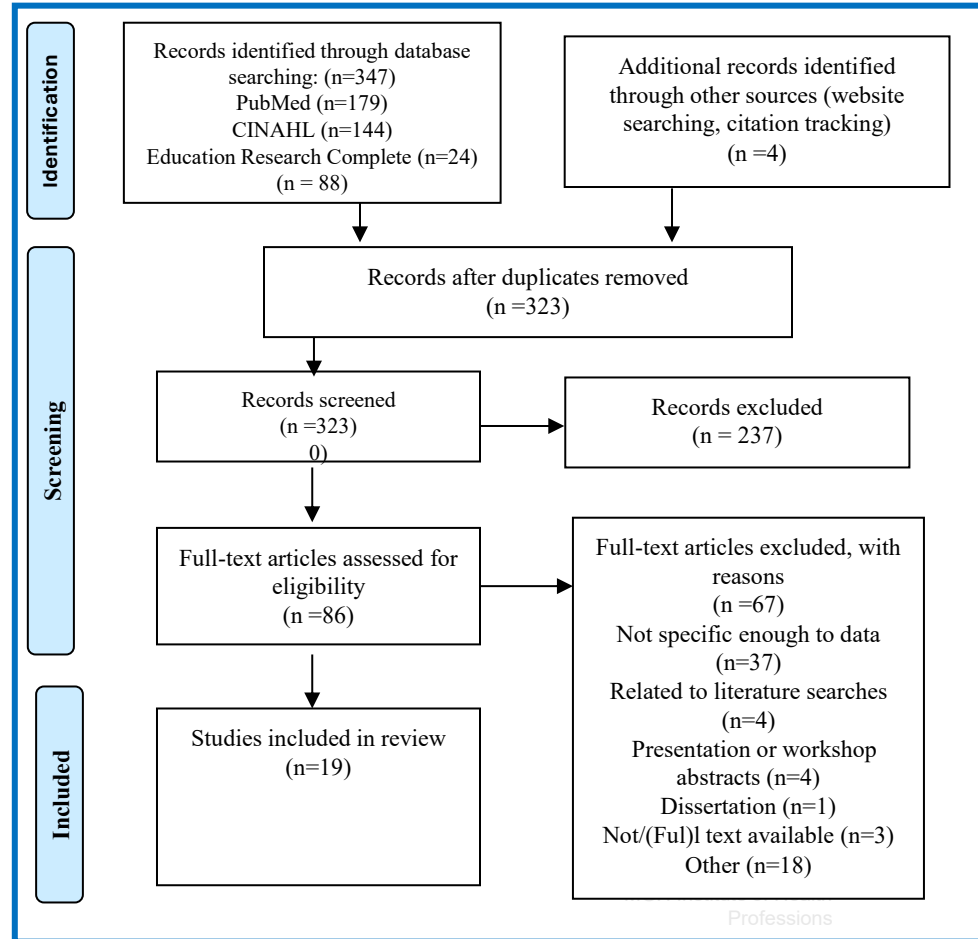 Identification
Records identified through database
searching: (n=347)
PubMed (n=179)
CINAHL (n=144)
Education Research Complete (n=24)
(n = 88)
Additional records identified
through other sources (website
searching, citation tracking)
(n =4)
Screening
Records after duplicates removed
(n =323)
Records screened
(n =323)
0)
Records excluded
(n = 237)
Full-text articles assessed for
eligibility
(n =86)
Full-text articles excluded, with
reasons
(n =67)
Not specific enough to data
(n=37)
Related to literature searches
(n=4)
Presentation or workshop
abstracts (n=4)
Dissertation (n=1)
Not/(Ful)l text available (n=3)
Other (n=18)
Included
Studies included in review
(n=19)
Professions